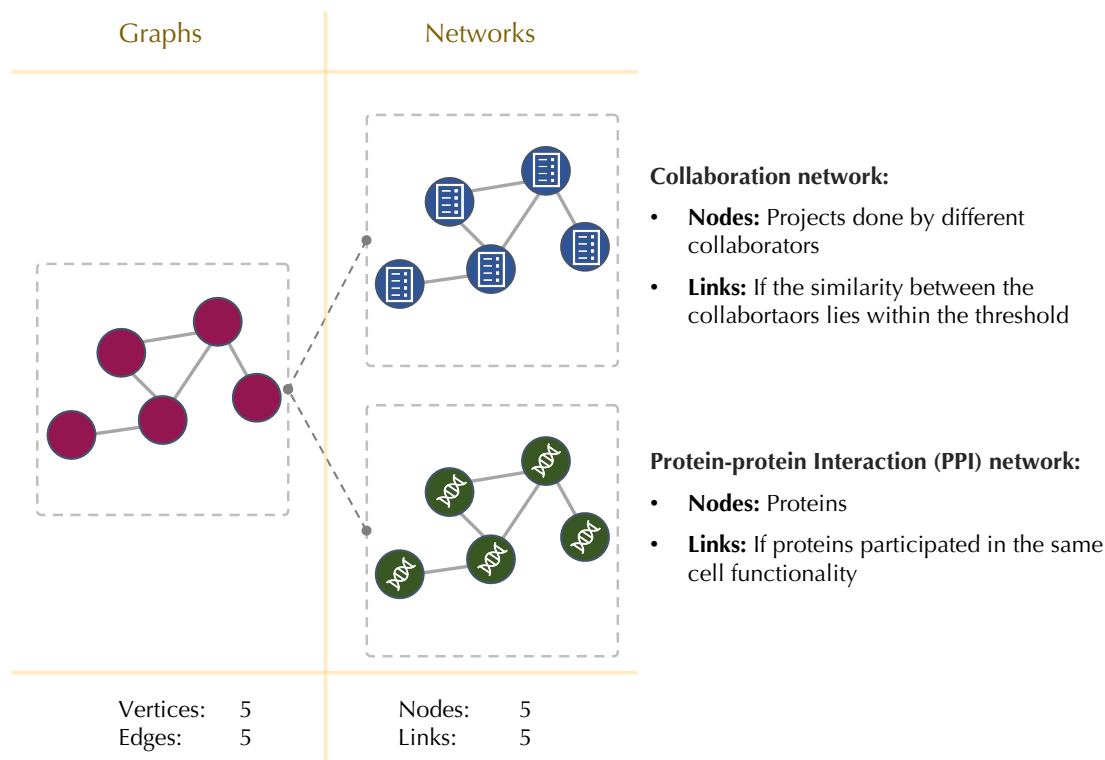 Graphs
Networks
Collaboration network:
• Nodes: Projects done by different
collaborators
• Links: If the similarity between the
collabortaors lies within the threshold
Protein-protein Interaction (PPI) network:
• Nodes: Proteins
• Links: If proteins participated in the same
cell functionality
Vertices: 5
Edges: 5
Nodes: 5
Links: 5